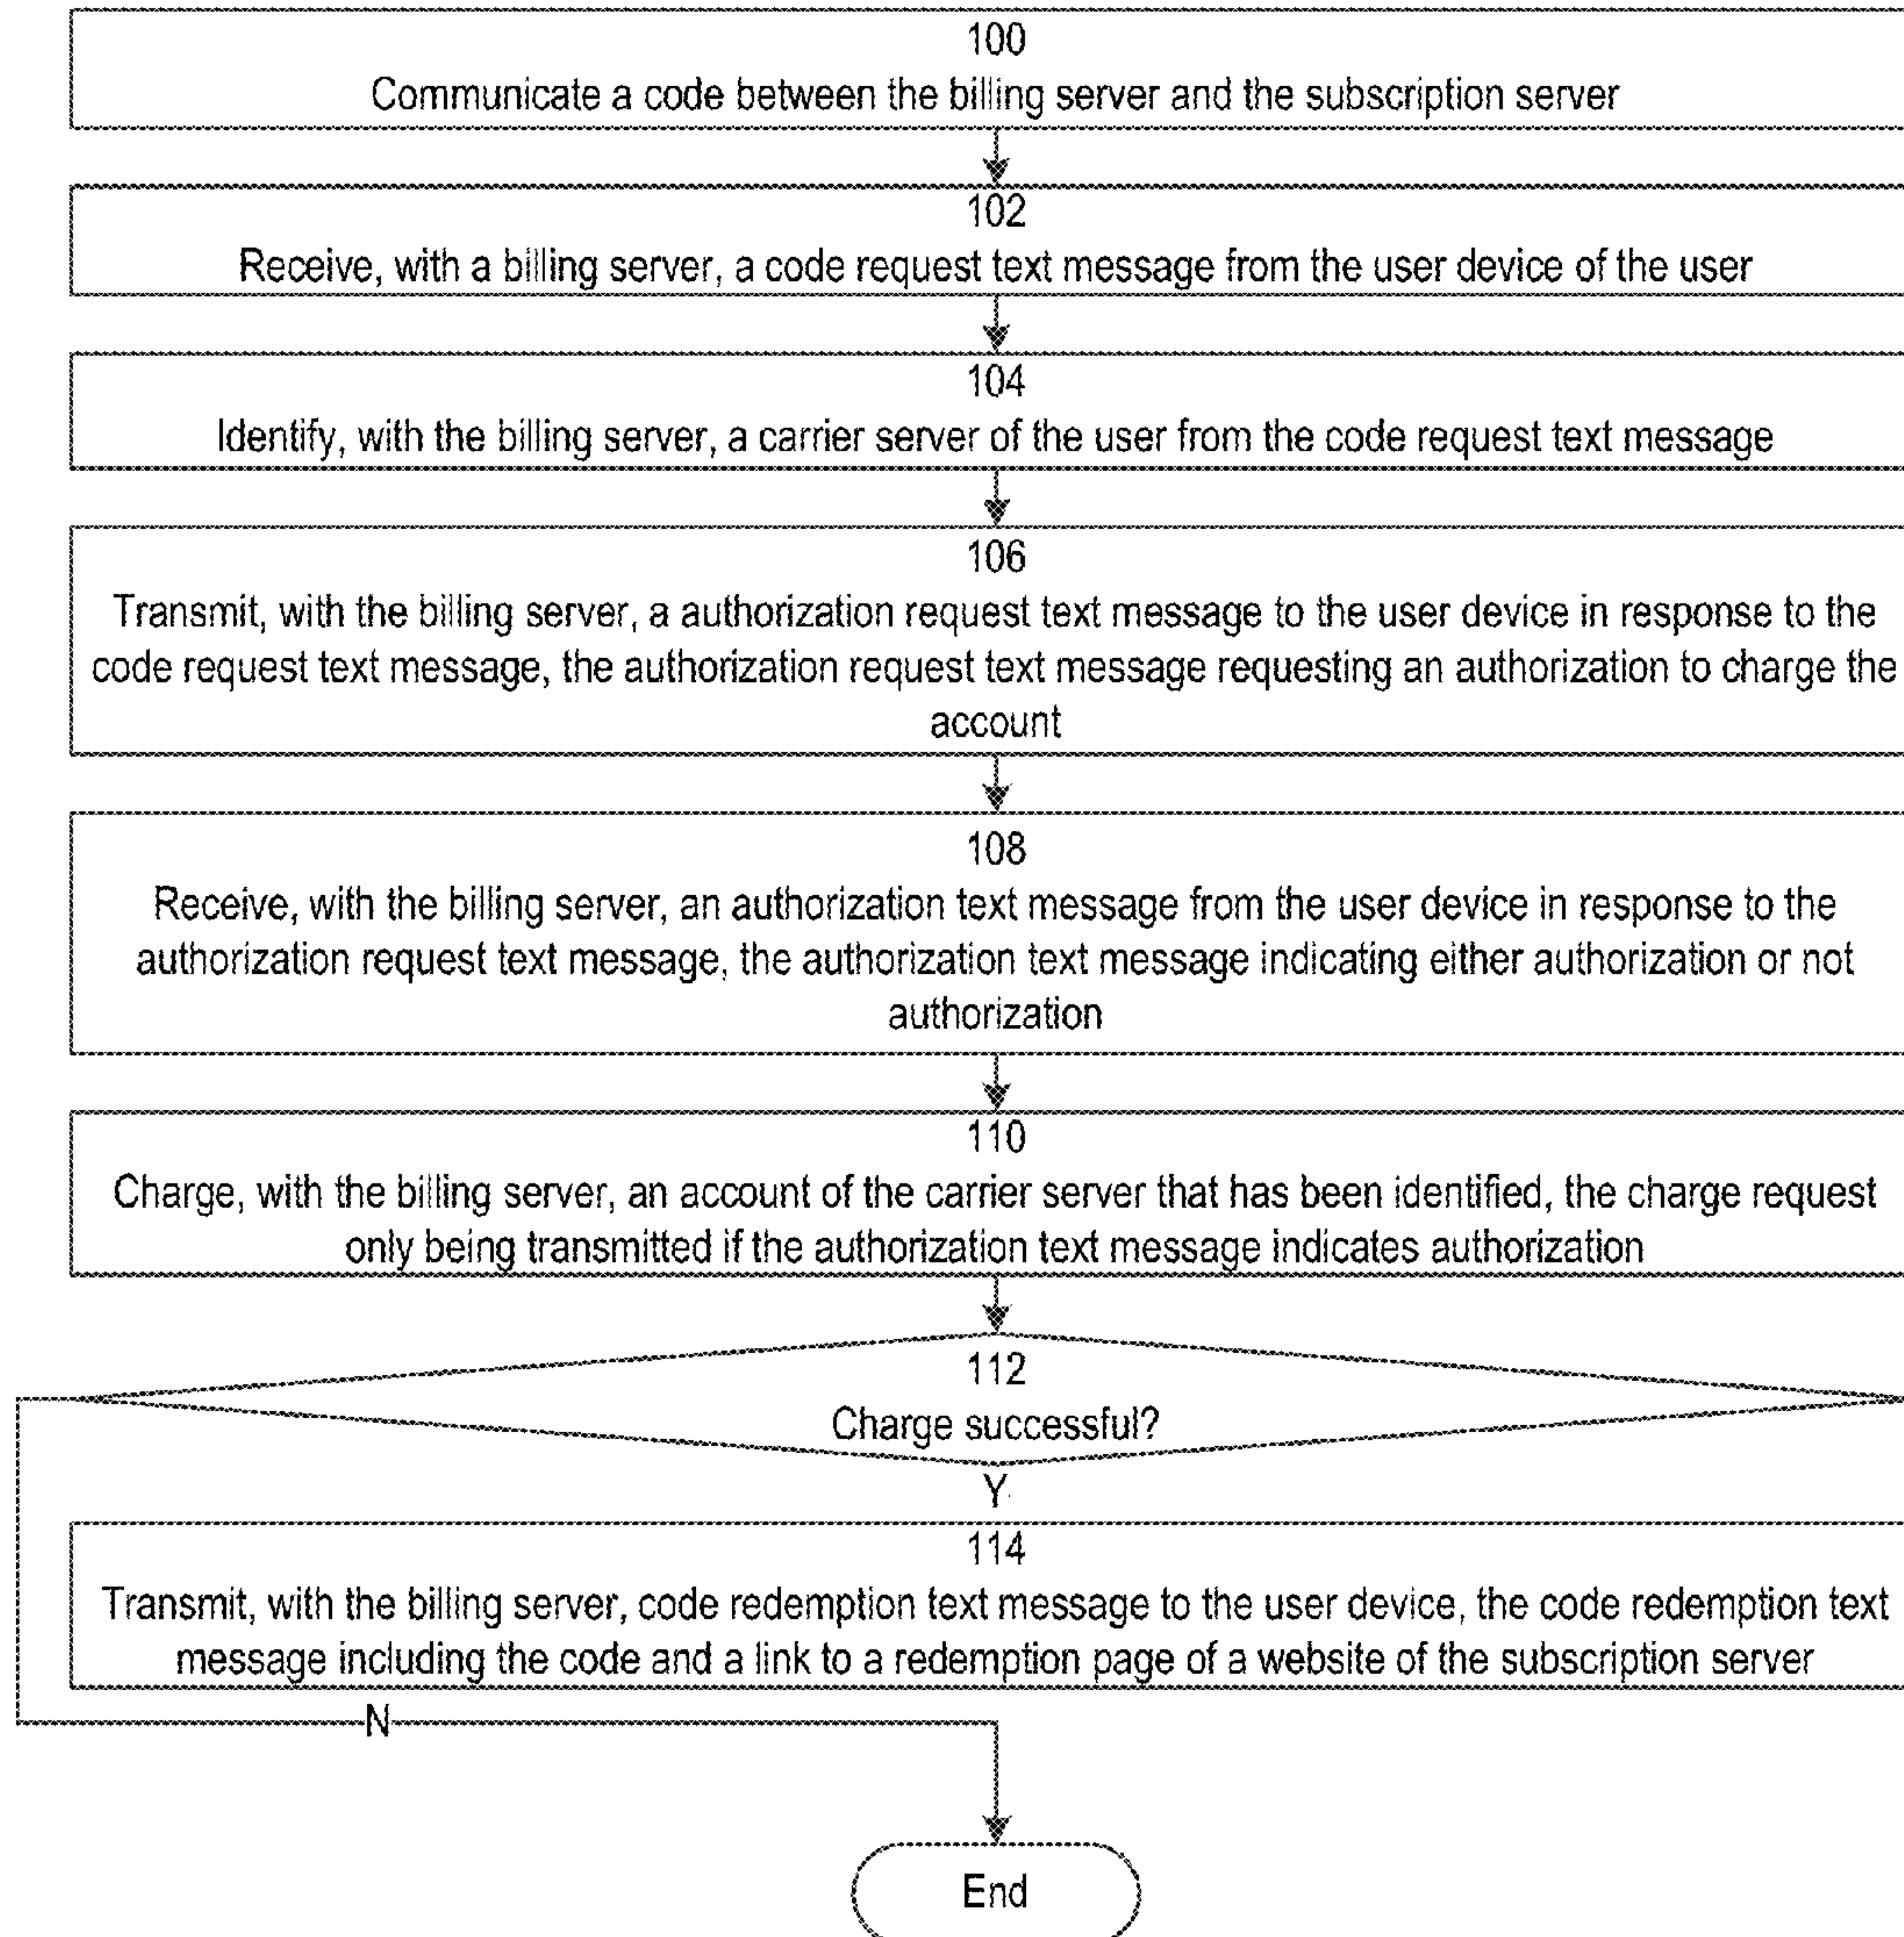 100
Communicate a code between the billing server and the subscription server
102
Receive, with a billing server, a code request text message from the user device of the user
104
Identify, with the billing server, a carrier server of the user from the code request text message
106
Transmit, with the billing server, a authorization request text message to the user device in response to the
code request text message, the authorization request text message requesting an authorization to charge the
account
108
Receive, with the billing server, an authorization text message from the user device in response to the
authorization request text message, the authorization text message indicating either authorization or not
authorization
110
Charge, with the billing server, an account of the carrier server that has been identified, the charge request
only being transmitted if the authorization text message indicates authorization
112
Charge successful?
Y
114
Transmit, with the billing server, code redemption text message to the user device, the code redemption text
message including the code and a link to a redemption page of a website of the subscription server
N
End